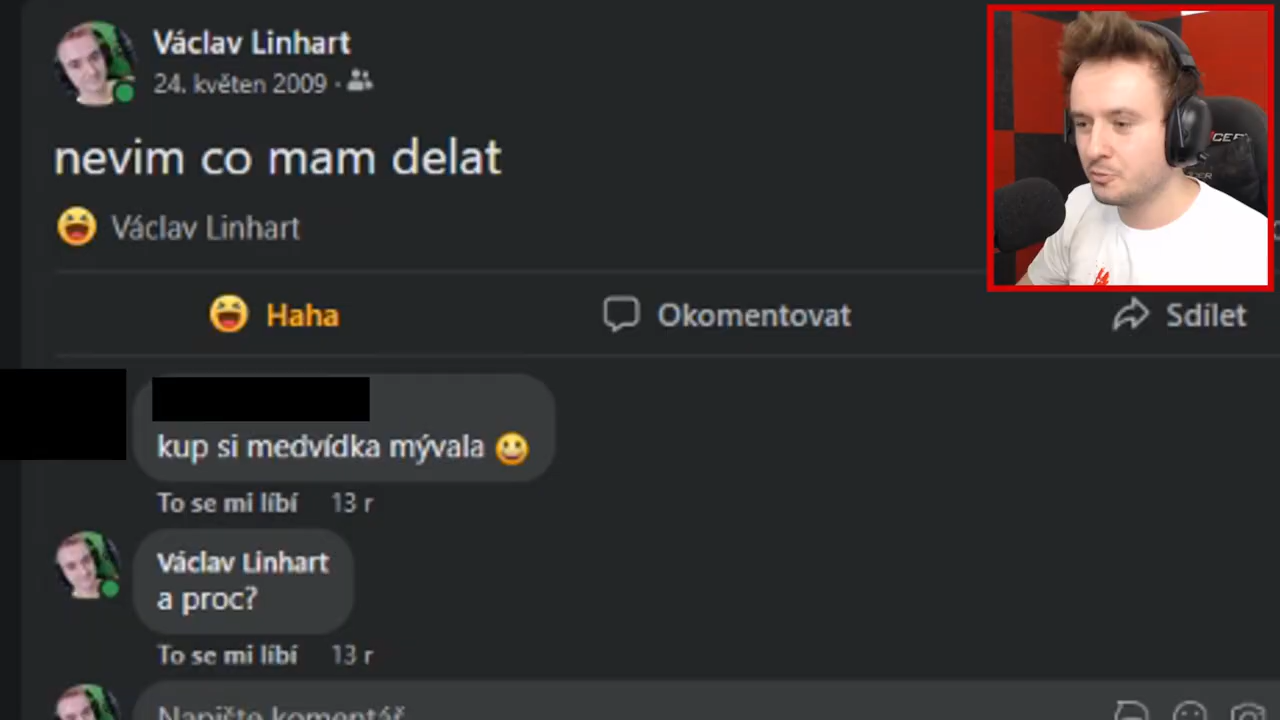 Václav Linhart
24. květen 2009 ·
nevim co mam delat
Václav Linhart
Haha
Okomentovat
Sdílet
kup si medvídka mývala
To se mi líbí 13 r
Václav Linhart
a proc?
To se mi líbí 13 r
Napište komentář